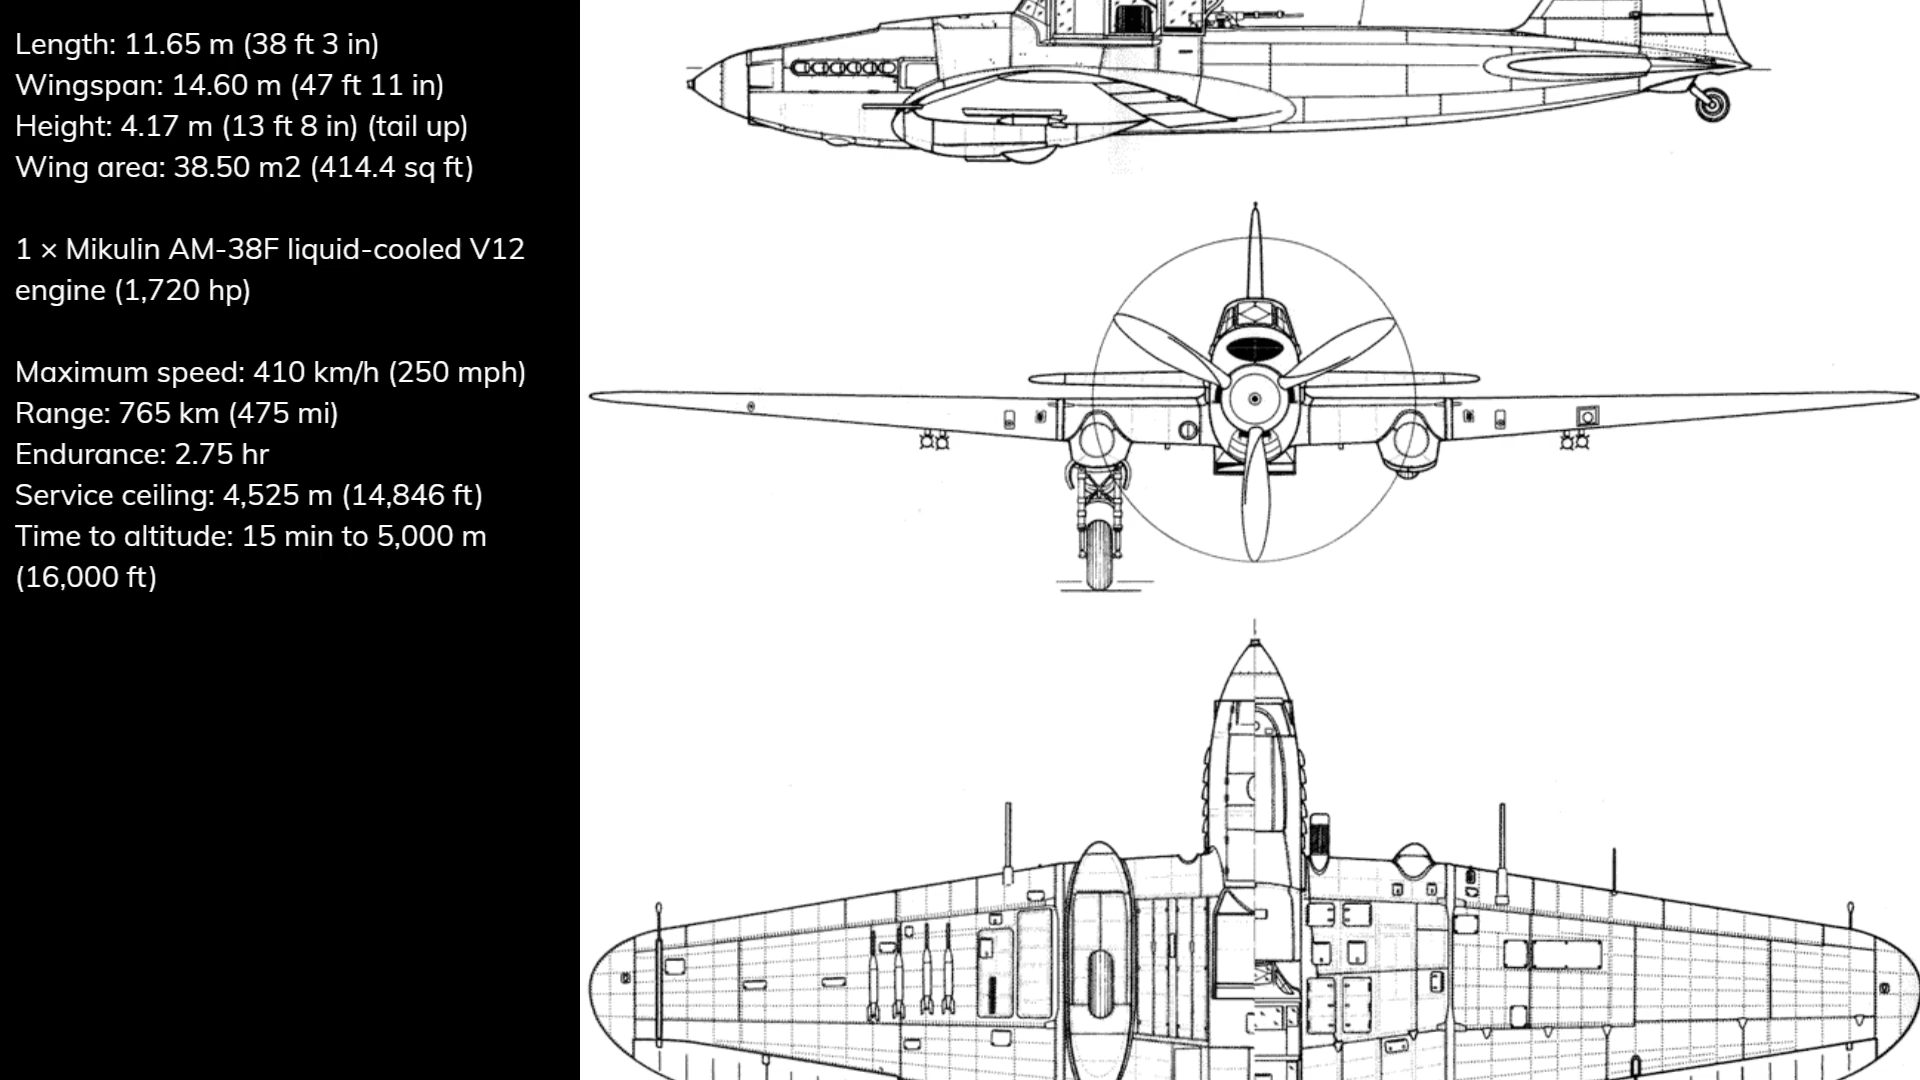 Length: 11.65 m (38 ft 3 in)
Wingspan: 14.60 m (47 ft 11 in)
Height: 4.17 m (13 ft 8 in) (tail up)
Wing area: 38.50 m2 (414.4 sq ft)
1 × Mikulin AM-38F liquid-cooled V12
engine (1,720 hp)
Maximum speed: 410 km/h (250 mph)
Range: 765 km (475 mi)
Endurance: 2.75 hr
Service ceiling: 4,525 m (14,846 ft)
Time to altitude: 15 min to 5,000 m
(16,000 ft)